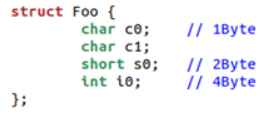 struct Foo {
        char c0;    // 1Byte
        char c1;
        short s0;   // 2Byte
        int i0;     // 4Byte
};